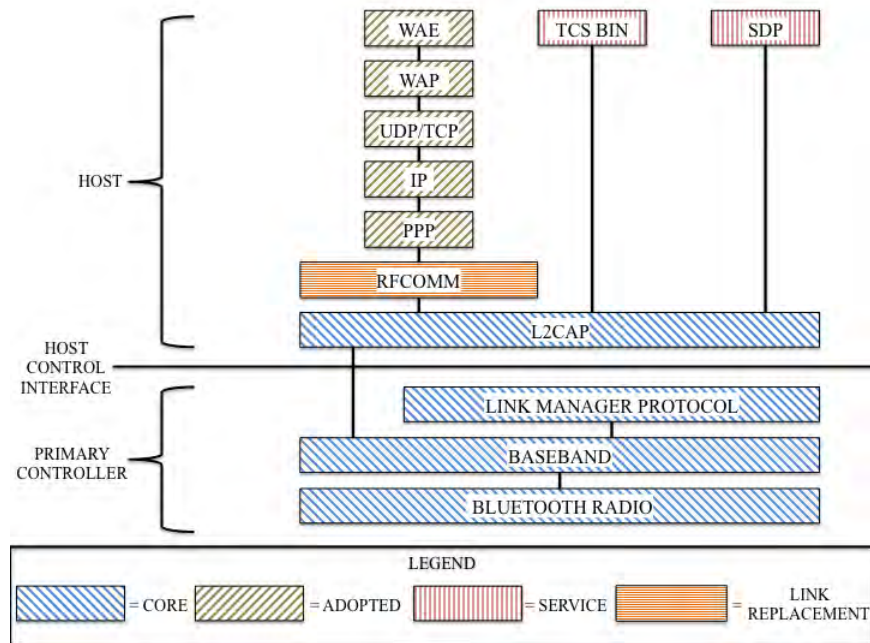 WAE
TCS BIN
SDP
WAP
UDP/TCP
IP
HOST
PPP
RFCOMM
L2CAP
HOST
CONTROL
INTERFACE
LINK MANAGER PROTOCOL
PRIMARY
CONTROLLER
BASEBAND
BLUETOOTH RADIO
LEGEND
= CORE
=ADOPTED
=SERVICE
= LINK
REPLACEMENT